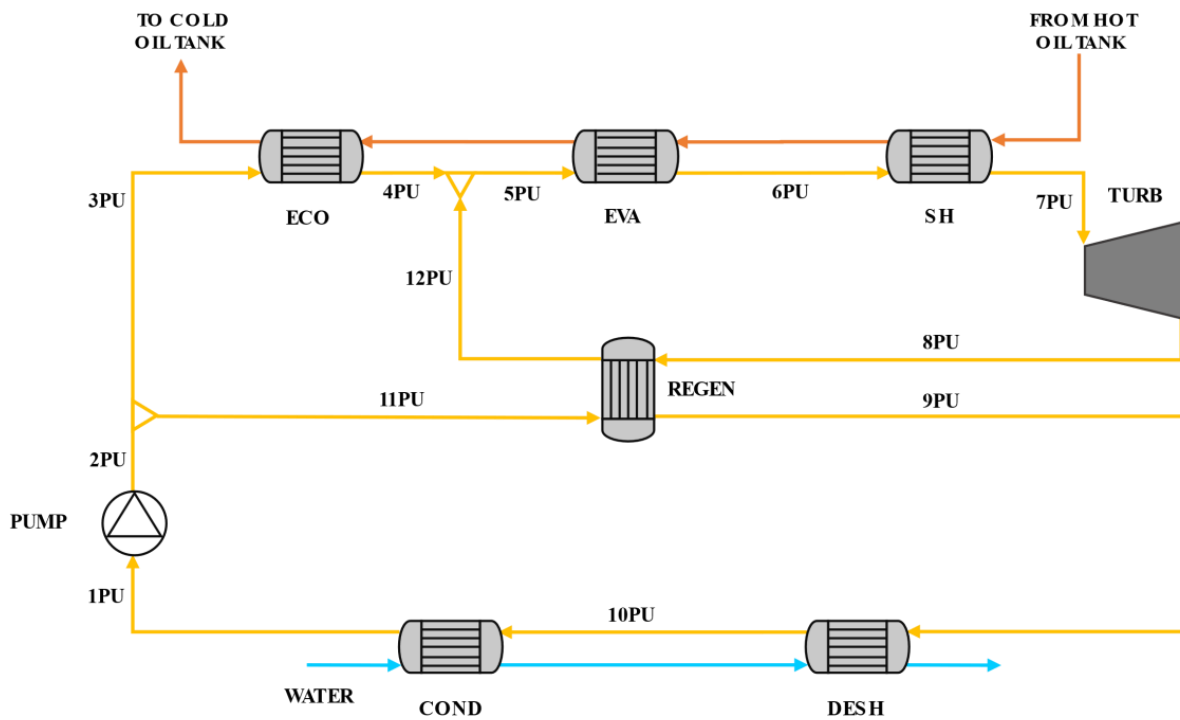 TO COLD
OIL TANK
FROM HOT
OIL TANK
3PU
4PU
5PU
6PU
7PU
TURB
ECO
EVA
SH
12PU
8PU
REGEN
11PU
9PU
2PU
PUMP
1PU
10PU
WATER
COND
DESH